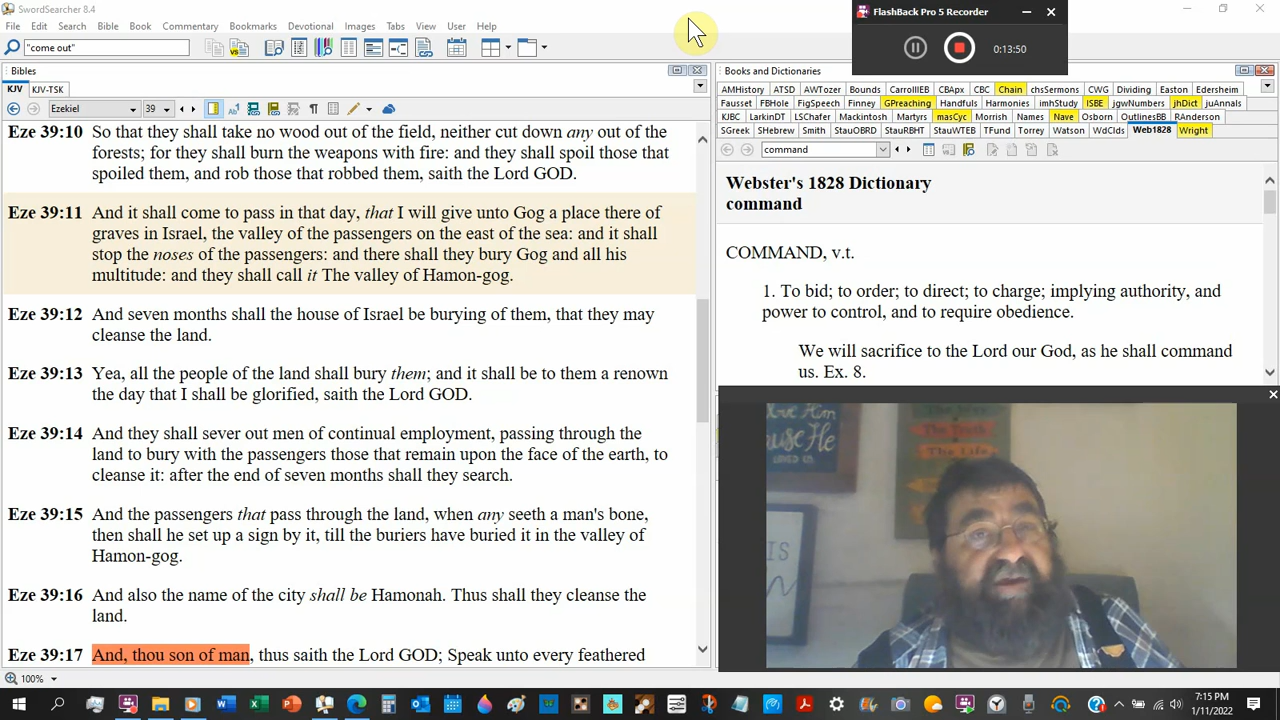 SwordSearcher 8.4
File Edit Search Bible Book Commentary Bookmarks Devotional Images Tabs View User Help
"come out"
FlashBack Pro 5 Recorder
0:13:50
Bibles
KJV KJV-TSK
Ezekiel 39
Eze 39:10 So that they shall take no wood out of the field, neither cut down any out of the
forests; for they shall burn the weapons with fire: and they shall spoil those that
spoiled them, and rob those that robbed them, saith the Lord GOD.
Eze 39:11 And it shall come to pass in that day, that I will give unto Gog a place there of
graves in Israel, the valley of the passengers on the east of the sea: and it shall
stop the noses of the passengers: and there shall they bury Gog and all his
multitude: and they shall call it The valley of Hamon-gog.
Eze 39:12 And seven months shall the house of Israel be burying of them, that they may
cleanse the land.
Eze 39:13 Yea, all the people of the land shall bury them; and it shall be to them a renown
the day that I shall be glorified, saith the Lord GOD.
Eze 39:14 And they shall sever out men of continual employment, passing through the
land to bury with the passengers those that remain upon the face of the earth, to
cleanse it: after the end of seven months shall they search.
Eze 39:15 And the passengers that pass through the land, when any seeth a man's bone,
then shall he set up a sign by it, till the buriers have buried it in the valley of
Hamon-gog.
Eze 39:16 And also the name of the city shall be Hamonah. Thus shall they cleanse the
land.
Eze 39:17 And, thou son of man, thus saith the Lord GOD; Speak unto every feathered
100%
Books and Dictionaries
AMHistory ATSD AWTozer Bounds CarrollEB CBApx CBC Chain chsSermons CWG Dividing Easton Edersheim
Fausset FBHole FigSpeech Finney GPreaching Handfuls Harmonies imhStudy ISBE jgwNumbers jhDict juAnnals
KJBC LarkinDT LSChafer Mackintosh Martyrs masCyc Morrish Names Nave Osborn OutlinesBB RAnderson
SGreek SHebrew Smith StauOBRD StauRBHT StauWTEB TFund Torrey Watson WdClds Web1828 Wright
command
Webster's 1828 Dictionary
command
COMMAND, v.t.
1. To bid; to order; to direct; to charge; implying authority, and
power to control, and to require obedience.
We will sacrifice to the Lord our God, as he shall command
us. Ex. 8.
The Truth
The Life
7:15 PM
1/11/2022